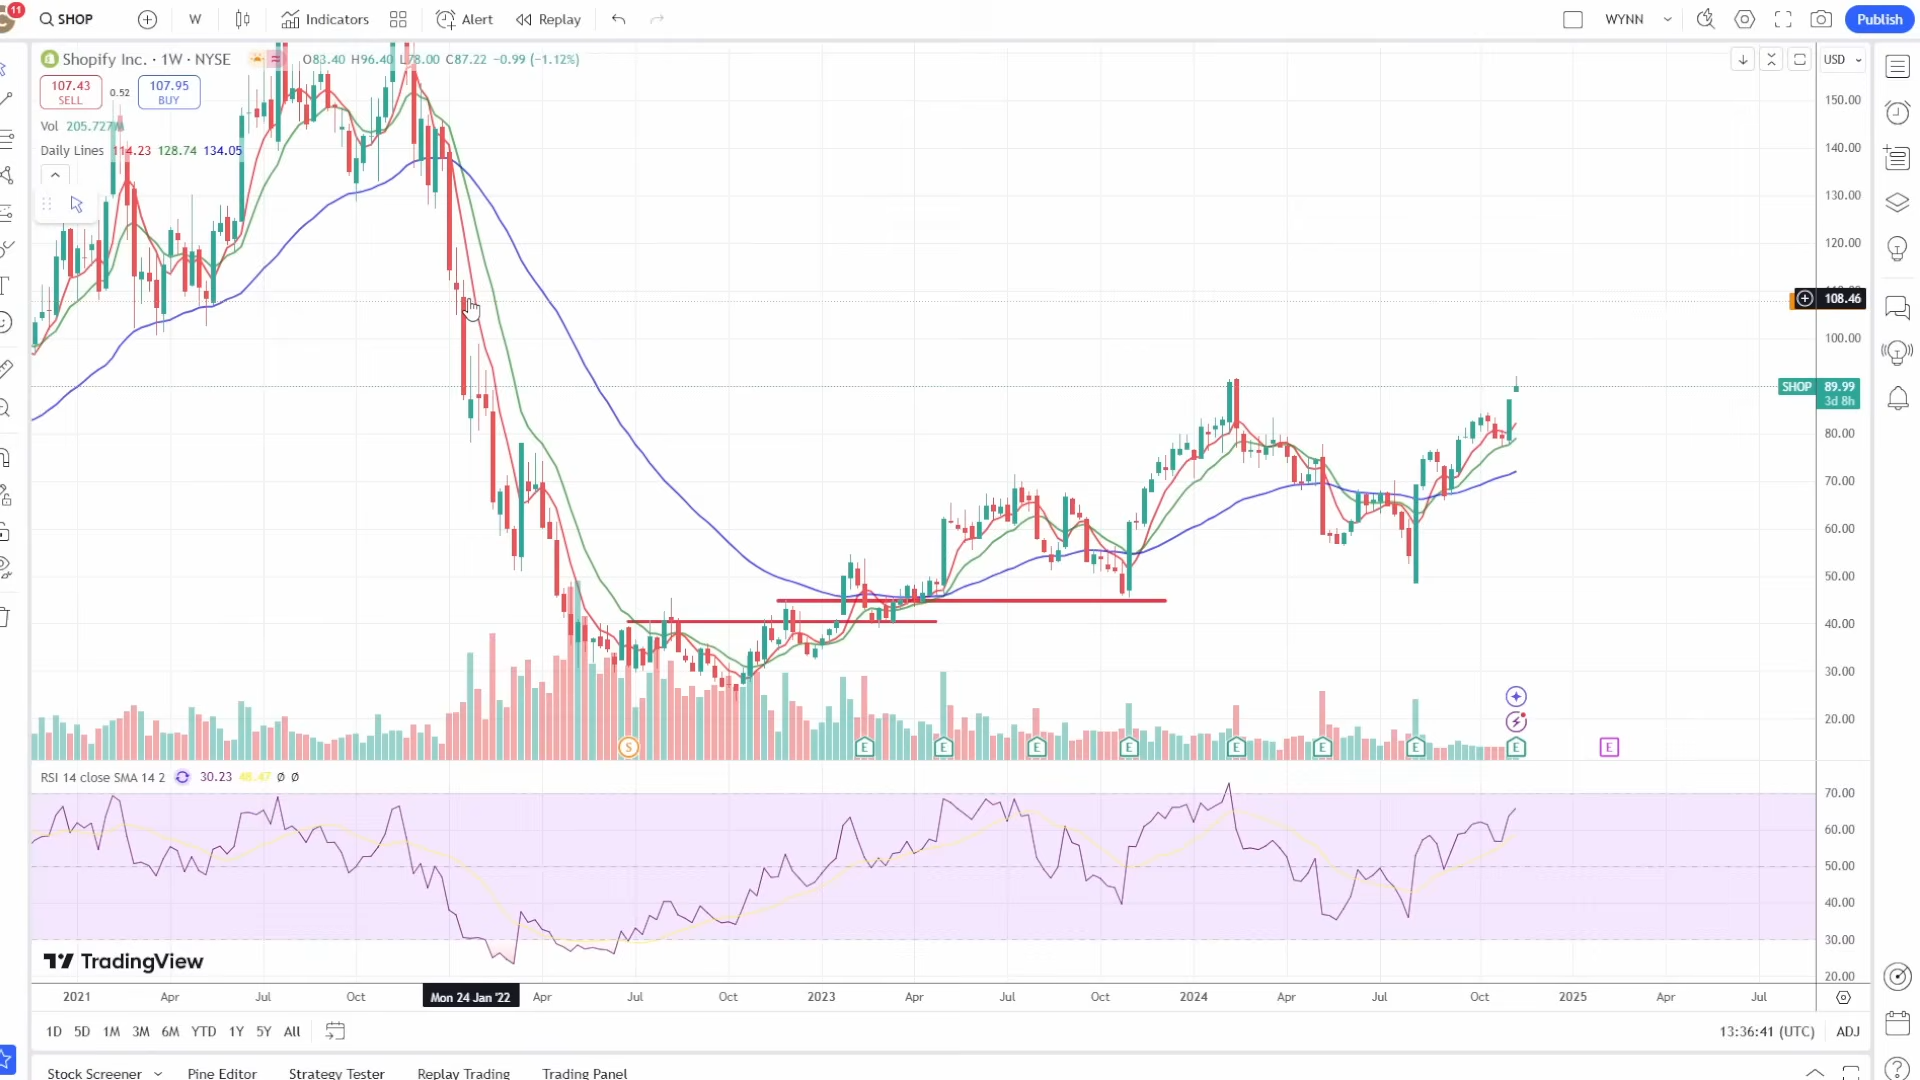 11
SHOP
W
Indicators
Alert
Replay
WYNN
Publish
Shopify Inc. · 1W · NYSE
O83.40 H96.40 L78.00 C87.22 −0.99 (−1.12%)
USD
107.43
SELL
0.52
107.95
BUY
Vol 205.727M
Daily Lines 114.23 128.74 134.05
150.00
140.00
130.00
120.00
108.46
100.00
SHOP 89.99
3d 8h
80.00
70.00
60.00
50.00
40.00
30.00
20.00
S
E
E
E
E
E
E
E
E
E
RSI 14 close SMA 14 2 30.23 48.47 ∅ ∅
70.00
60.00
50.00
40.00
30.00
20.00
TradingView
2021
Apr
Jul
Oct
Mon 24 Jan '22
Apr
Jul
Oct
2023
Apr
Jul
Oct
2024
Apr
Jul
Oct
2025
Apr
Jul
1D 5D 1M 3M 6M YTD 1Y 5Y All
13:36:41 (UTC)
ADJ
Stock Screener
Pine Editor
Strategy Tester
Replay Trading
Trading Panel